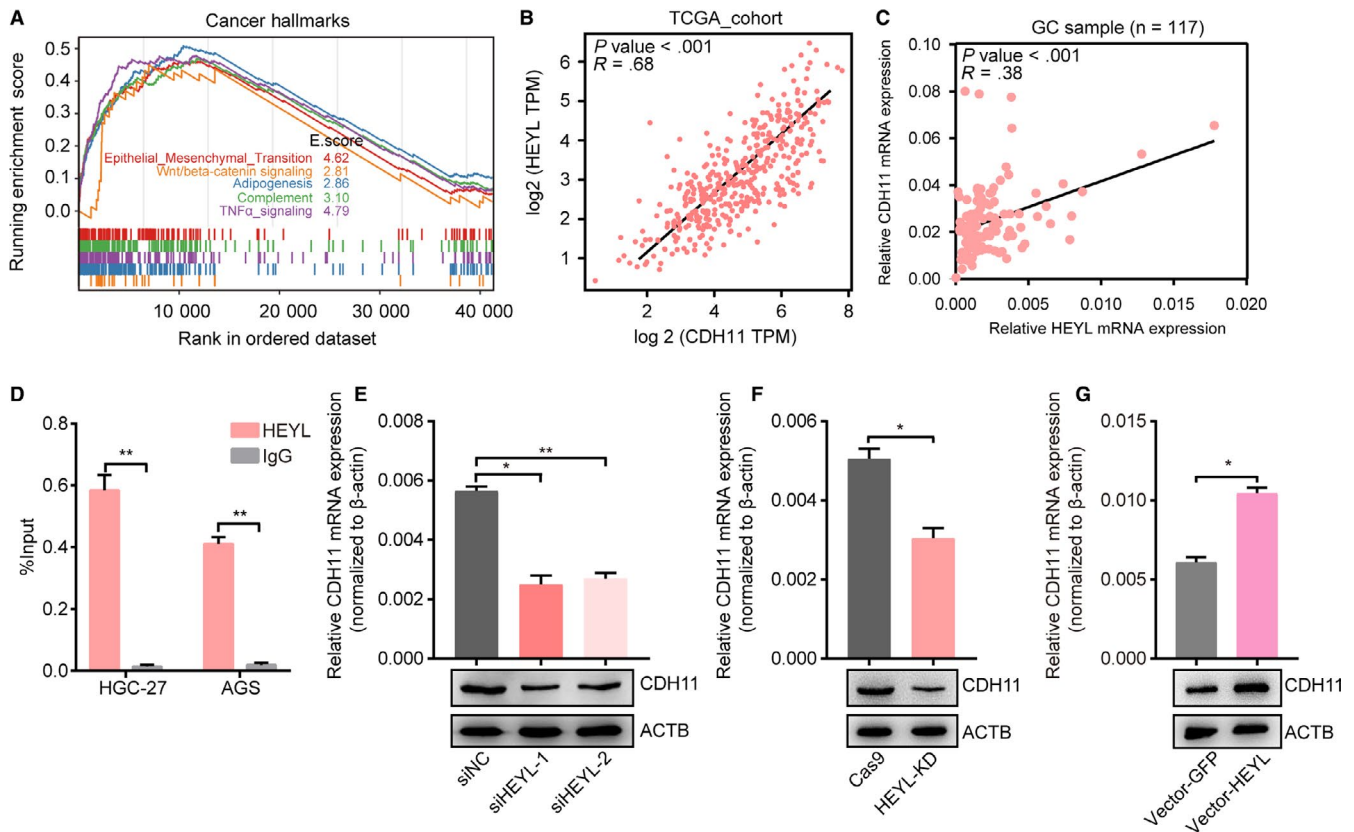 A
Cancer hallmarks
Running enrichment score
0.5
0.4
0.3
0.2
0.1
0.0
E.score
Epithelial_Mesenchymal_Transition 4.62
Wnt/beta-catenin signaling 2.81
Adipogenesis 2.86
Complement 3.10
TNFα_signaling 4.79
10 000 20 000 30 000 40 000
Rank in ordered dataset
B
TCGA_cohort
P value < .001
R = .68
log2 (HEYL TPM)
6
5
4
3
2
1
2 4 6 8
log 2 (CDH11 TPM)
C
GC sample (n = 117)
P value < .001
R = .38
Relative CDH11 mRNA expression
0.10
0.08
0.06
0.04
0.02
0.00
0.000 0.005 0.010 0.015 0.020
Relative HEYL mRNA expression
D
%Input
0.8
0.6
0.4
0.2
0.0
HEYL
IgG
**
**
HGC-27 AGS
E
Relative CDH11 mRNA expression
(normalized to β-actin)
0.008
0.006
0.004
0.002
0.000
**
*
CDH11
ACTB
siNC
siHEYL-1
siHEYL-2
F
Relative CDH11 mRNA expression
(normalized to β-actin)
0.006
0.004
0.002
0.000
*
CDH11
ACTB
Cas9
HEYL-KD
G
Relative CDH11 mRNA expression
(normalized to β-actin)
0.015
0.010
0.005
0.000
*
CDH11
ACTB
Vector-GFP
Vector-HEYL